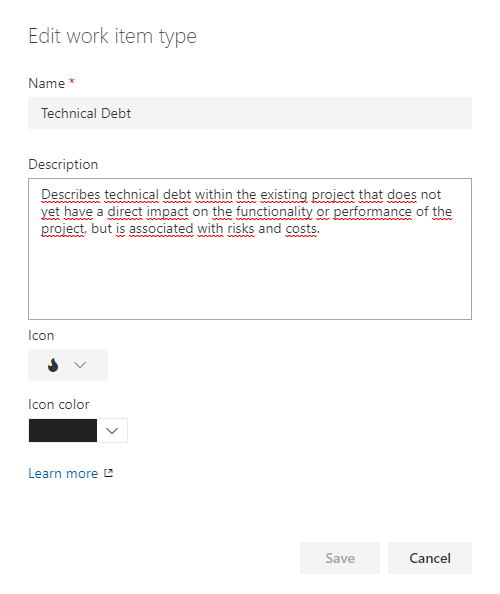 Edit work item type
Name *
Technical Debt
Description
Describes technical debt within the existing project that does not
yet have a direct impact on the functionality or performance of the
project, but is associated with risks and costs.
Icon
Icon color
Learn more
Save
Cancel